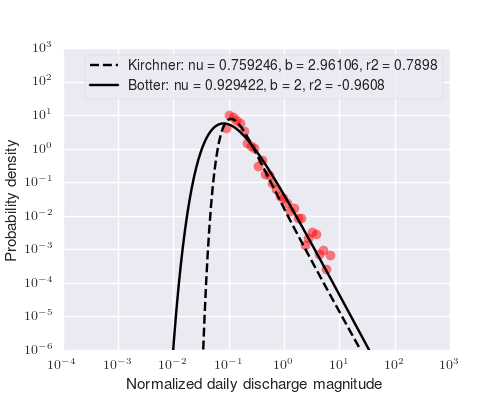 10³
Kirchner: nu = 0.759246, b = 2.96106, r2 = 0.7898
10²
Botter: nu = 0.929422, b = 2, r2 = -0.9608
10¹
10⁰
10⁻¹
10⁻²
10⁻³
10⁻⁴
10⁻⁵
10⁻⁶
Probability density
10⁻⁴ 10⁻³ 10⁻² 10⁻¹ 10⁰ 10¹ 10² 10³
Normalized daily discharge magnitude